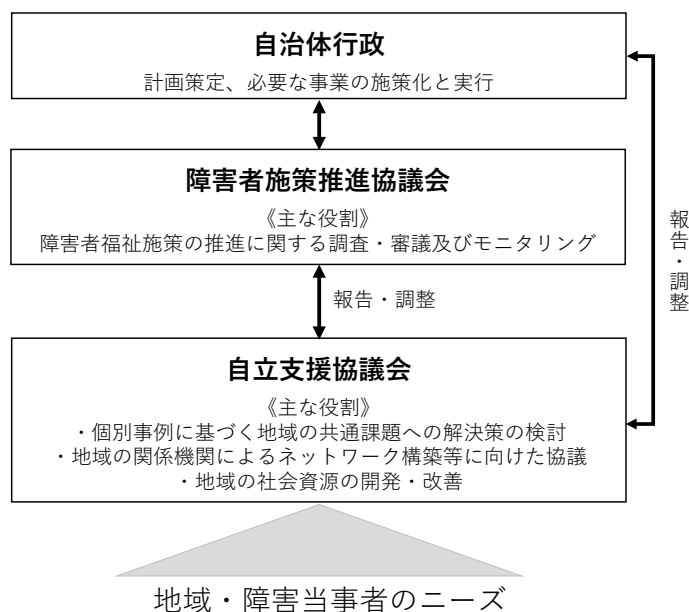 自治体行政
計画策定、必要な事業の施策化と実行
障害者施策推進協議会
《主な役割》
障害者福祉施策の推進に関する調査・審議及びモニタリング
報告・調整
報告・調整
自立支援協議会
《主な役割》
・個別事例に基づく地域の共通課題への解決策の検討
・地域の関係機関によるネットワーク構築等に向けた協議
・地域の社会資源の開発・改善
地域・障害当事者のニーズ